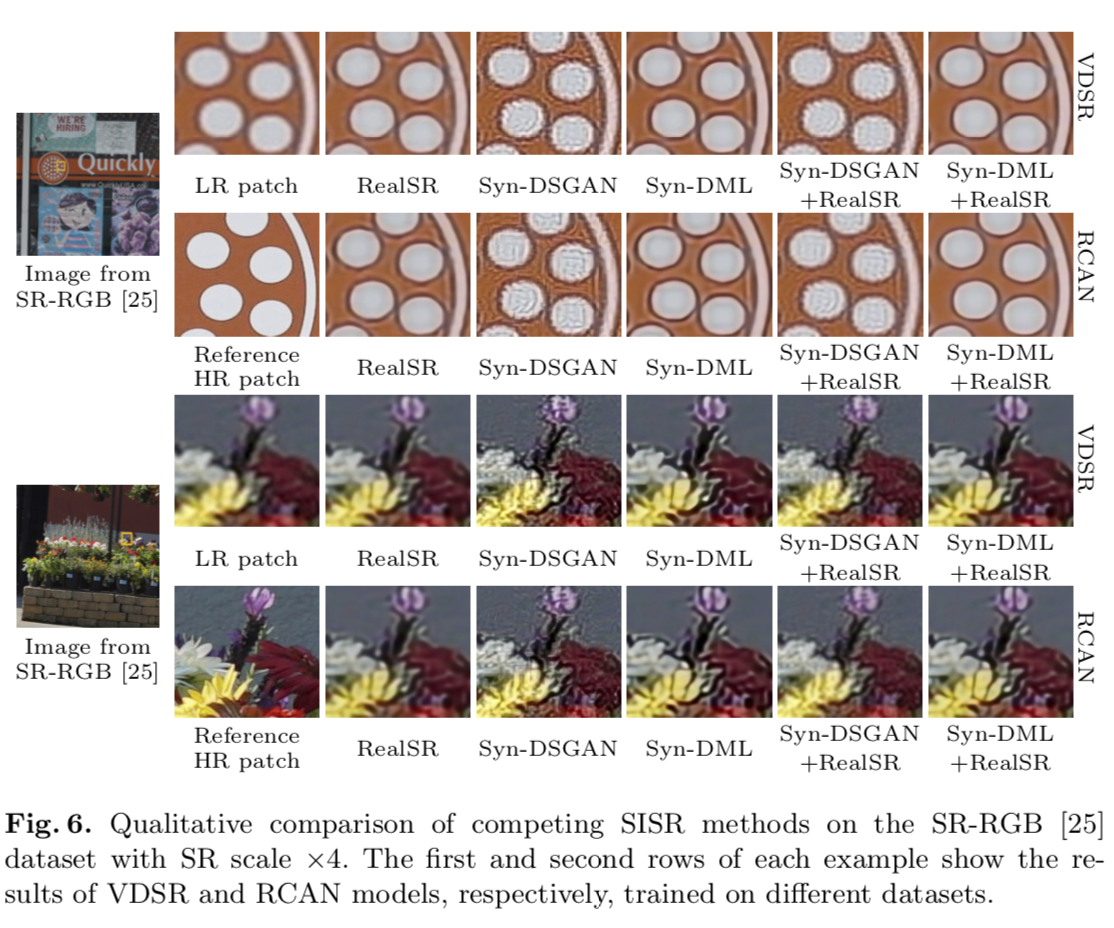 VDSR
LR patch
RealSR
Syn-DSGAN
Syn-DML
Syn-DSGAN
+RealSR
Syn-DML
+RealSR
WE'RE
HIRING
Quickly
Image from
SR-RGB [25]
RCAN
Reference
HR patch
RealSR
Syn-DSGAN
Syn-DML
Syn-DSGAN
+RealSR
Syn-DML
+RealSR
VDSR
LR patch
RealSR
Syn-DSGAN
Syn-DML
Syn-DSGAN
+RealSR
Syn-DML
+RealSR
Image from
SR-RGB [25]
RCAN
Reference
HR patch
RealSR
Syn-DSGAN
Syn-DML
Syn-DSGAN
+RealSR
Syn-DML
+RealSR
Fig. 6. Qualitative comparison of competing SISR methods on the SR-RGB [25]
dataset with SR scale ×4. The first and second rows of each example show the re-
sults of VDSR and RCAN models, respectively, trained on different datasets.